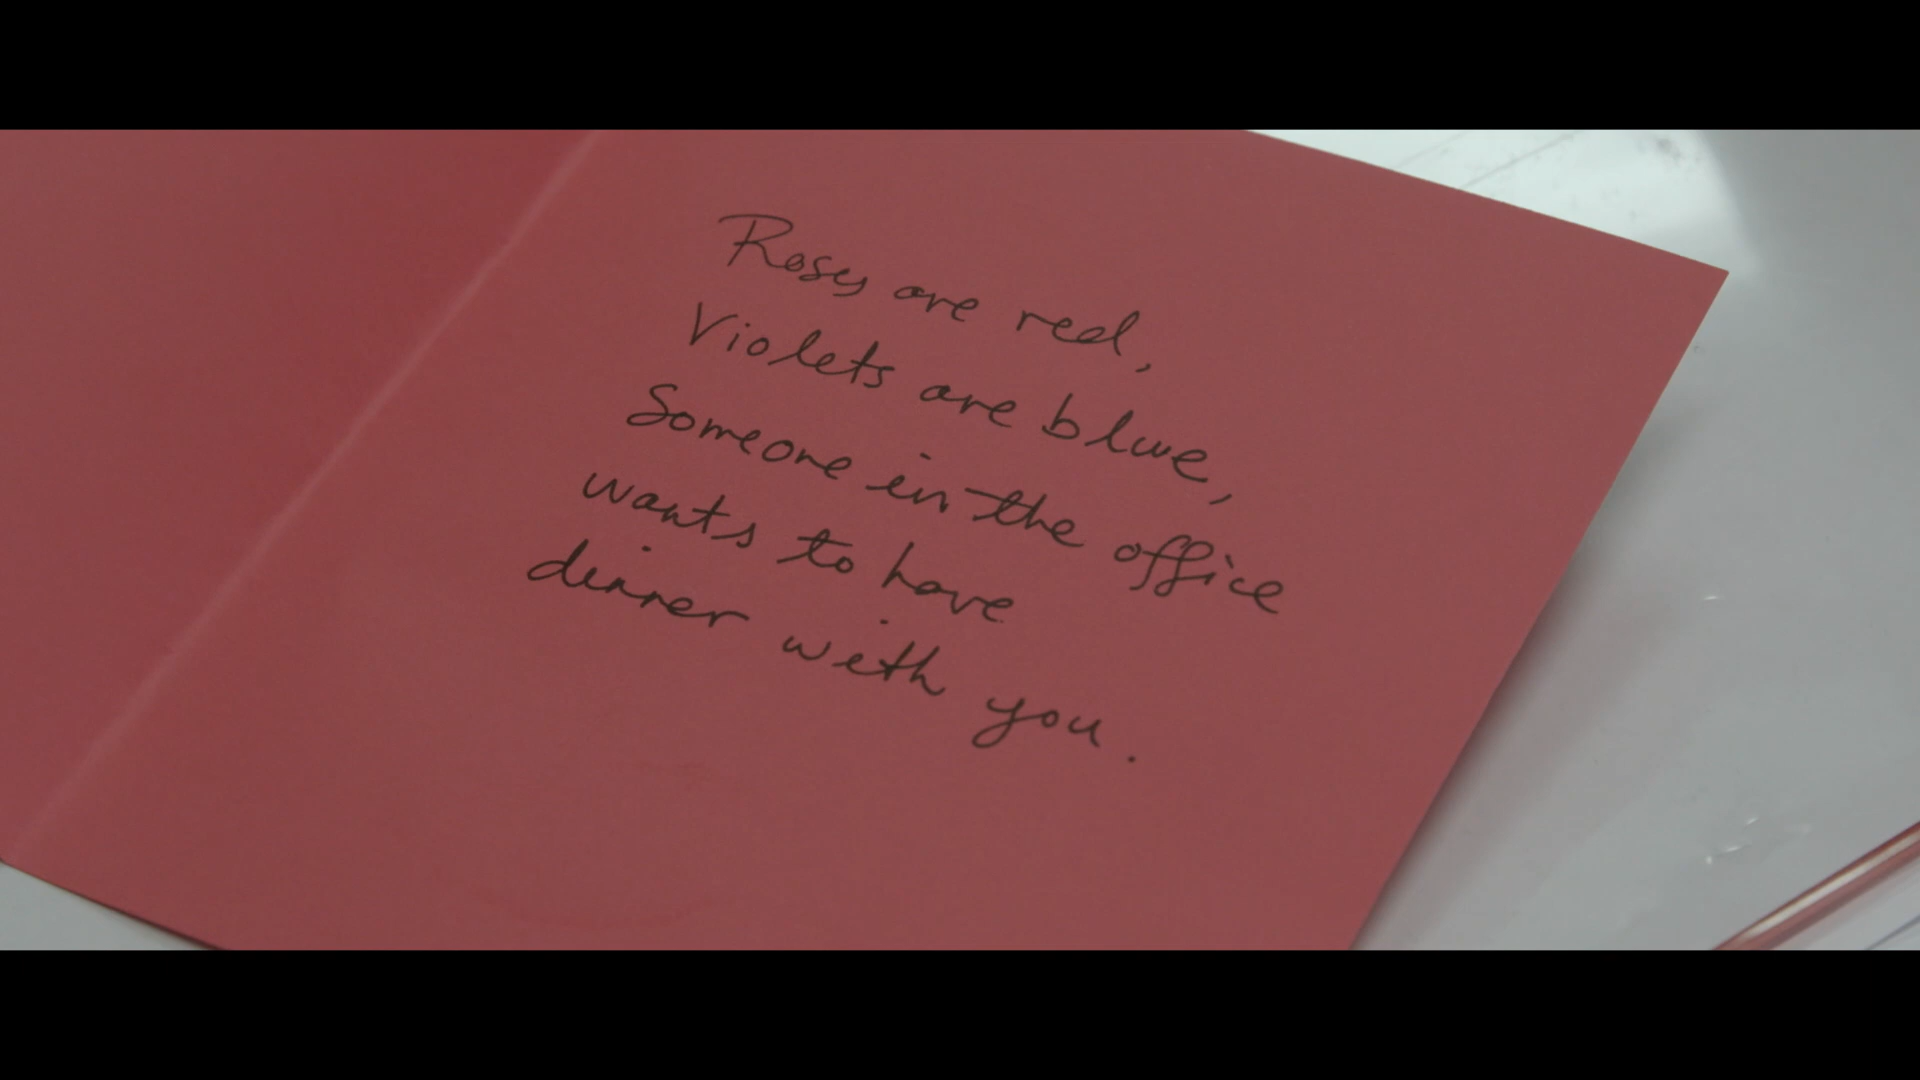 Roses are red,
Violets are blue,
Someone in the office
wants to have
dinner with you.